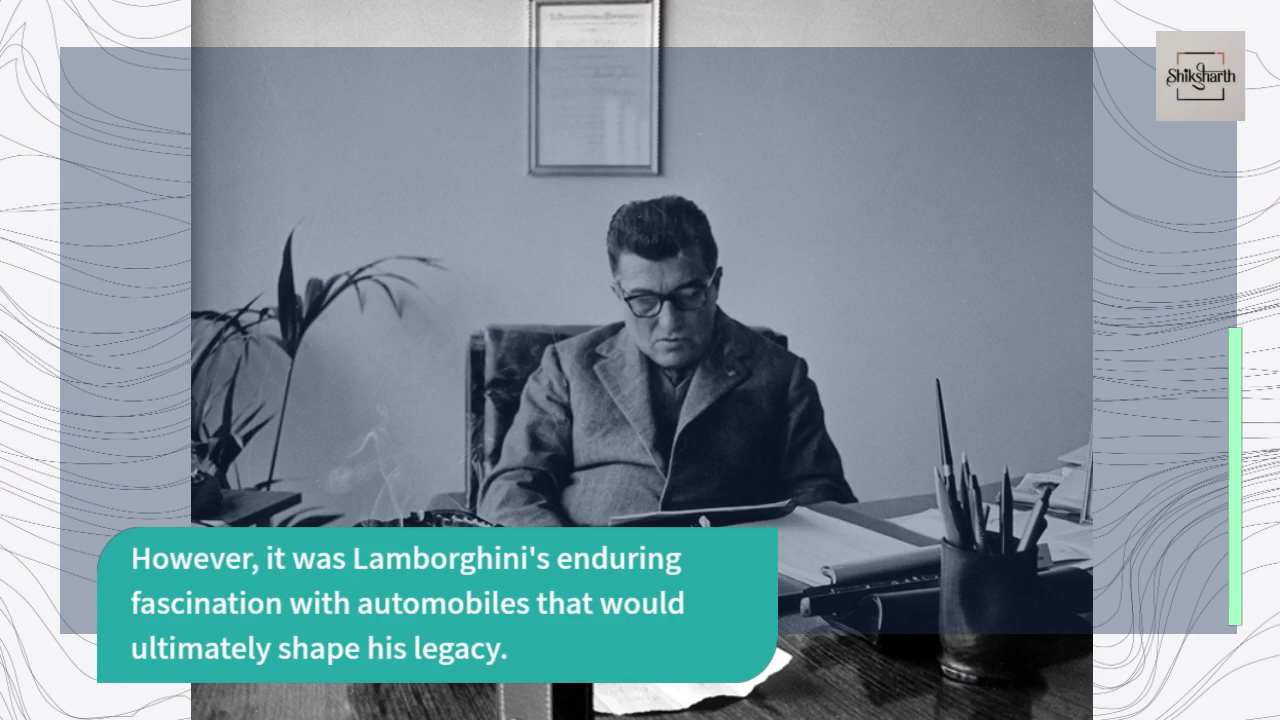 Shiksharth
However, it was Lamborghini's enduring
fascination with automobiles that would
ultimately shape his legacy.